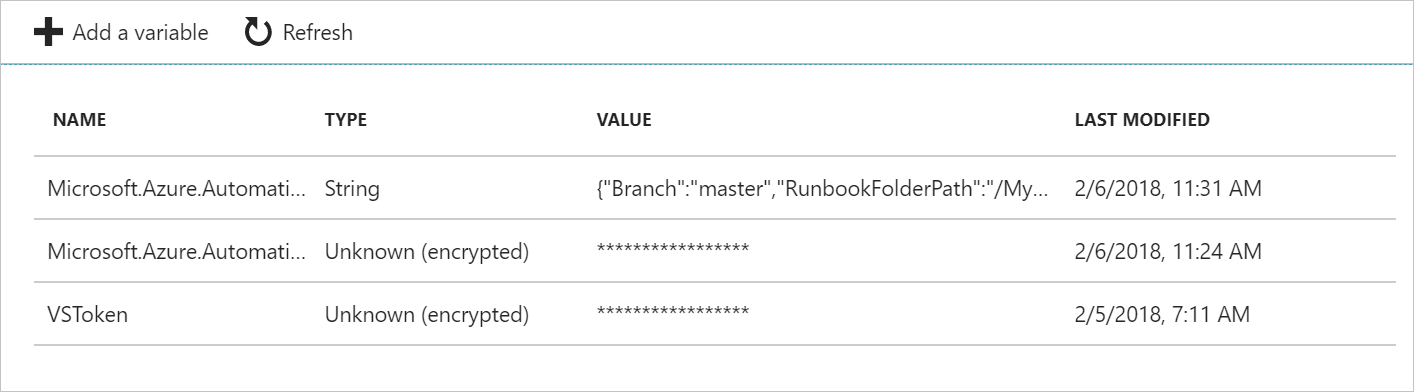 Add a variable Refresh
NAME TYPE VALUE LAST MODIFIED
Microsoft.Azure.Automati... String {"Branch":"master","RunbookFolderPath":"/My... 2/6/2018, 11:31 AM
Microsoft.Azure.Automati... Unknown (encrypted) ***************** 2/6/2018, 11:24 AM
VSToken Unknown (encrypted) ***************** 2/5/2018, 7:11 AM